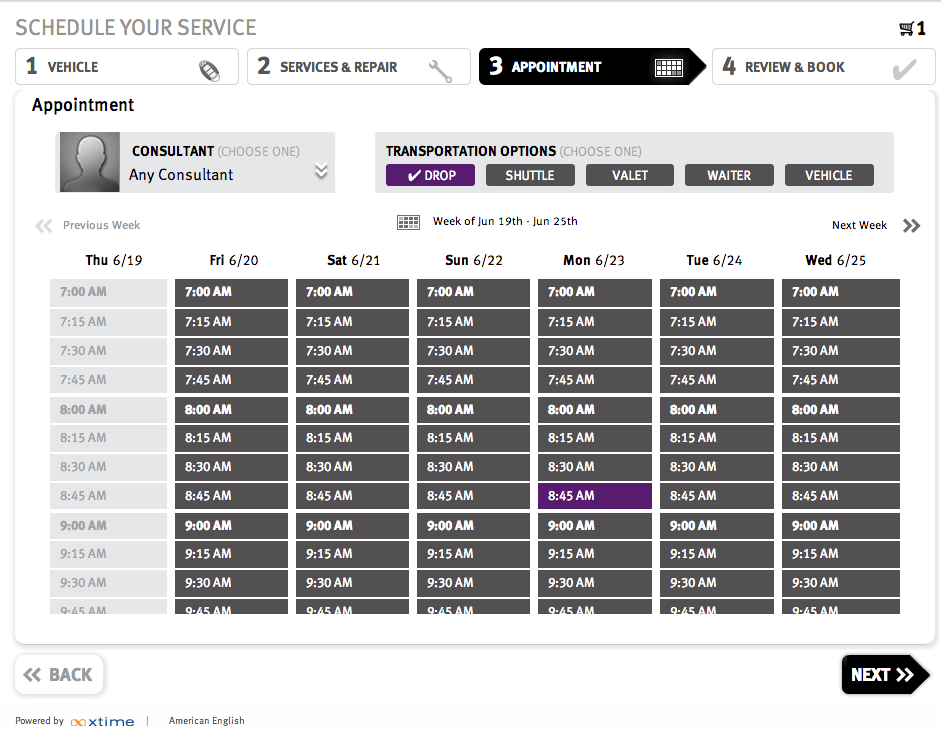 SCHEDULE YOUR SERVICE 1
1 VEHICLE 2 SERVICES & REPAIR 3 APPOINTMENT 4 REVIEW & BOOK
Appointment
CONSULTANT (CHOOSE ONE) TRANSPORTATION OPTIONS (CHOOSE ONE)
Any Consultant DROP SHUTTLE VALET WAITER VEHICLE
Previous Week Week of Jun 19th - Jun 25th Next Week
Thu 6/19 Fri 6/20 Sat 6/21 Sun 6/22 Mon 6/23 Tue 6/24 Wed 6/25
7:00 AM 7:00 AM 7:00 AM 7:00 AM 7:00 AM 7:00 AM 7:00 AM
7:15 AM 7:15 AM 7:15 AM 7:15 AM 7:15 AM 7:15 AM 7:15 AM
7:30 AM 7:30 AM 7:30 AM 7:30 AM 7:30 AM 7:30 AM 7:30 AM
7:45 AM 7:45 AM 7:45 AM 7:45 AM 7:45 AM 7:45 AM 7:45 AM
8:00 AM 8:00 AM 8:00 AM 8:00 AM 8:00 AM 8:00 AM 8:00 AM
8:15 AM 8:15 AM 8:15 AM 8:15 AM 8:15 AM 8:15 AM 8:15 AM
8:30 AM 8:30 AM 8:30 AM 8:30 AM 8:30 AM 8:30 AM 8:30 AM
8:45 AM 8:45 AM 8:45 AM 8:45 AM 8:45 AM 8:45 AM 8:45 AM
9:00 AM 9:00 AM 9:00 AM 9:00 AM 9:00 AM 9:00 AM 9:00 AM
9:15 AM 9:15 AM 9:15 AM 9:15 AM 9:15 AM 9:15 AM 9:15 AM
9:30 AM 9:30 AM 9:30 AM 9:30 AM 9:30 AM 9:30 AM 9:30 AM
9:45 AM 9:45 AM 9:45 AM 9:45 AM 9:45 AM 9:45 AM 9:45 AM
BACK NEXT
Powered by xtime | American English